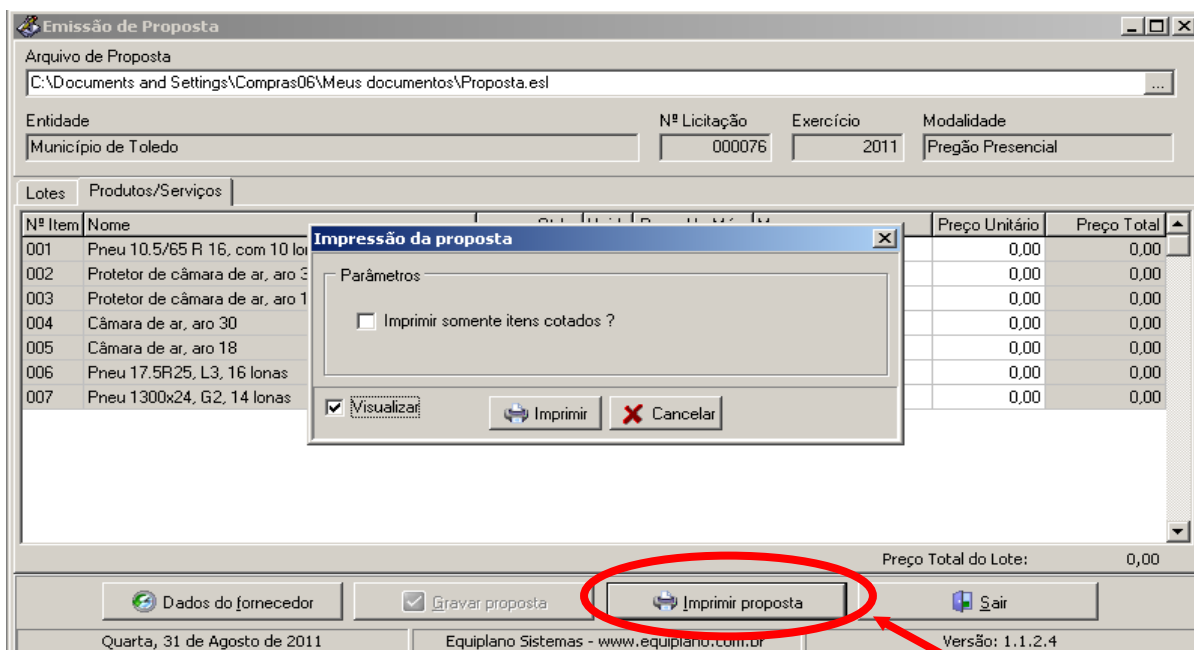 Emissão de Proposta
Arquivo de Proposta
C:\Documents and Settings\Compras06\Meus documentos\Proposta.esl ...
Entidade Nº Licitação Exercício Modalidade
Município de Toledo 000076 2011 Pregão Presencial
Lotes Produtos/Serviços
Nº Item Nome Preço Unitário Preço Total
001 Pneu 10.5/65 R 16, com 10 0,00 0,00
002 Protetor de câmara de ar, aro 0,00 0,00
003 Protetor de câmara de ar, aro 0,00 0,00
004 Câmara de ar, aro 30 0,00 0,00
005 Câmara de ar, aro 18 0,00 0,00
006 Pneu 17.5R25, L3, 16 lonas 0,00 0,00
007 Pneu 1300x24, G2, 14 lonas 0,00 0,00
Impressão da proposta
Parâmetros
Imprimir somente itens cotados ?
Visualizar Imprimir Cancelar
Preço Total do Lote: 0,00
Dados do fornecedor Gravar proposta Imprimir proposta Sair
Quarta, 31 de Agosto de 2011 Equiplano Sistemas - www.equiplano.com.br Versão: 1.1.2.4